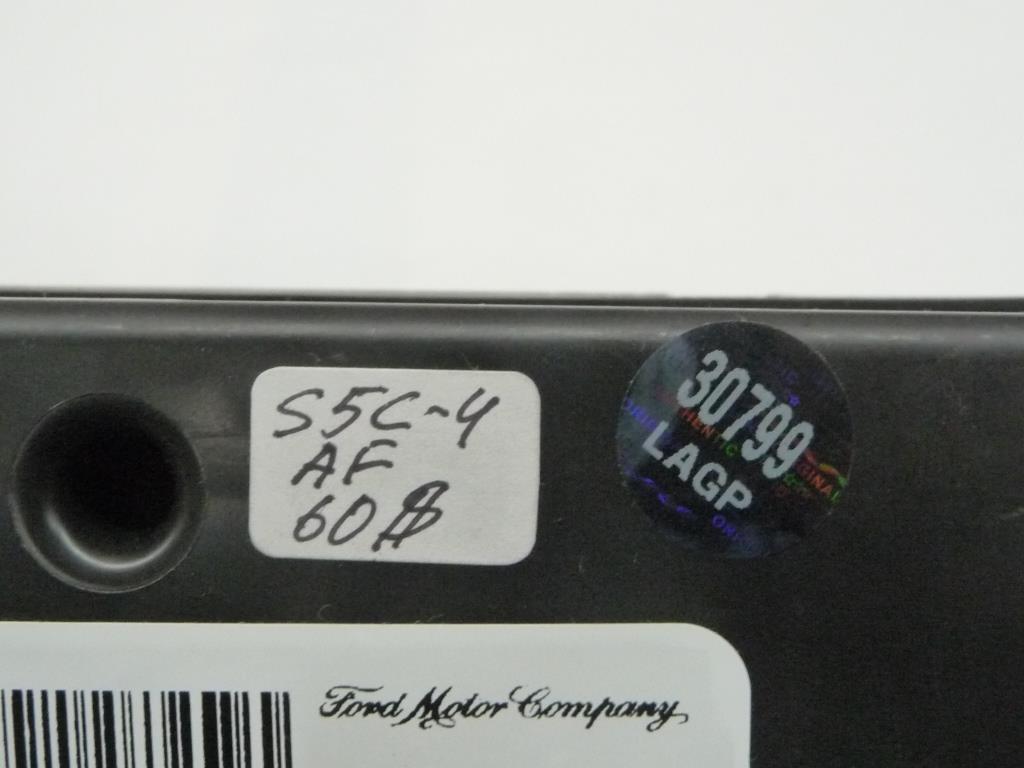 S5C-4
AF
60$
30799
LAGP
Ford Motor Company